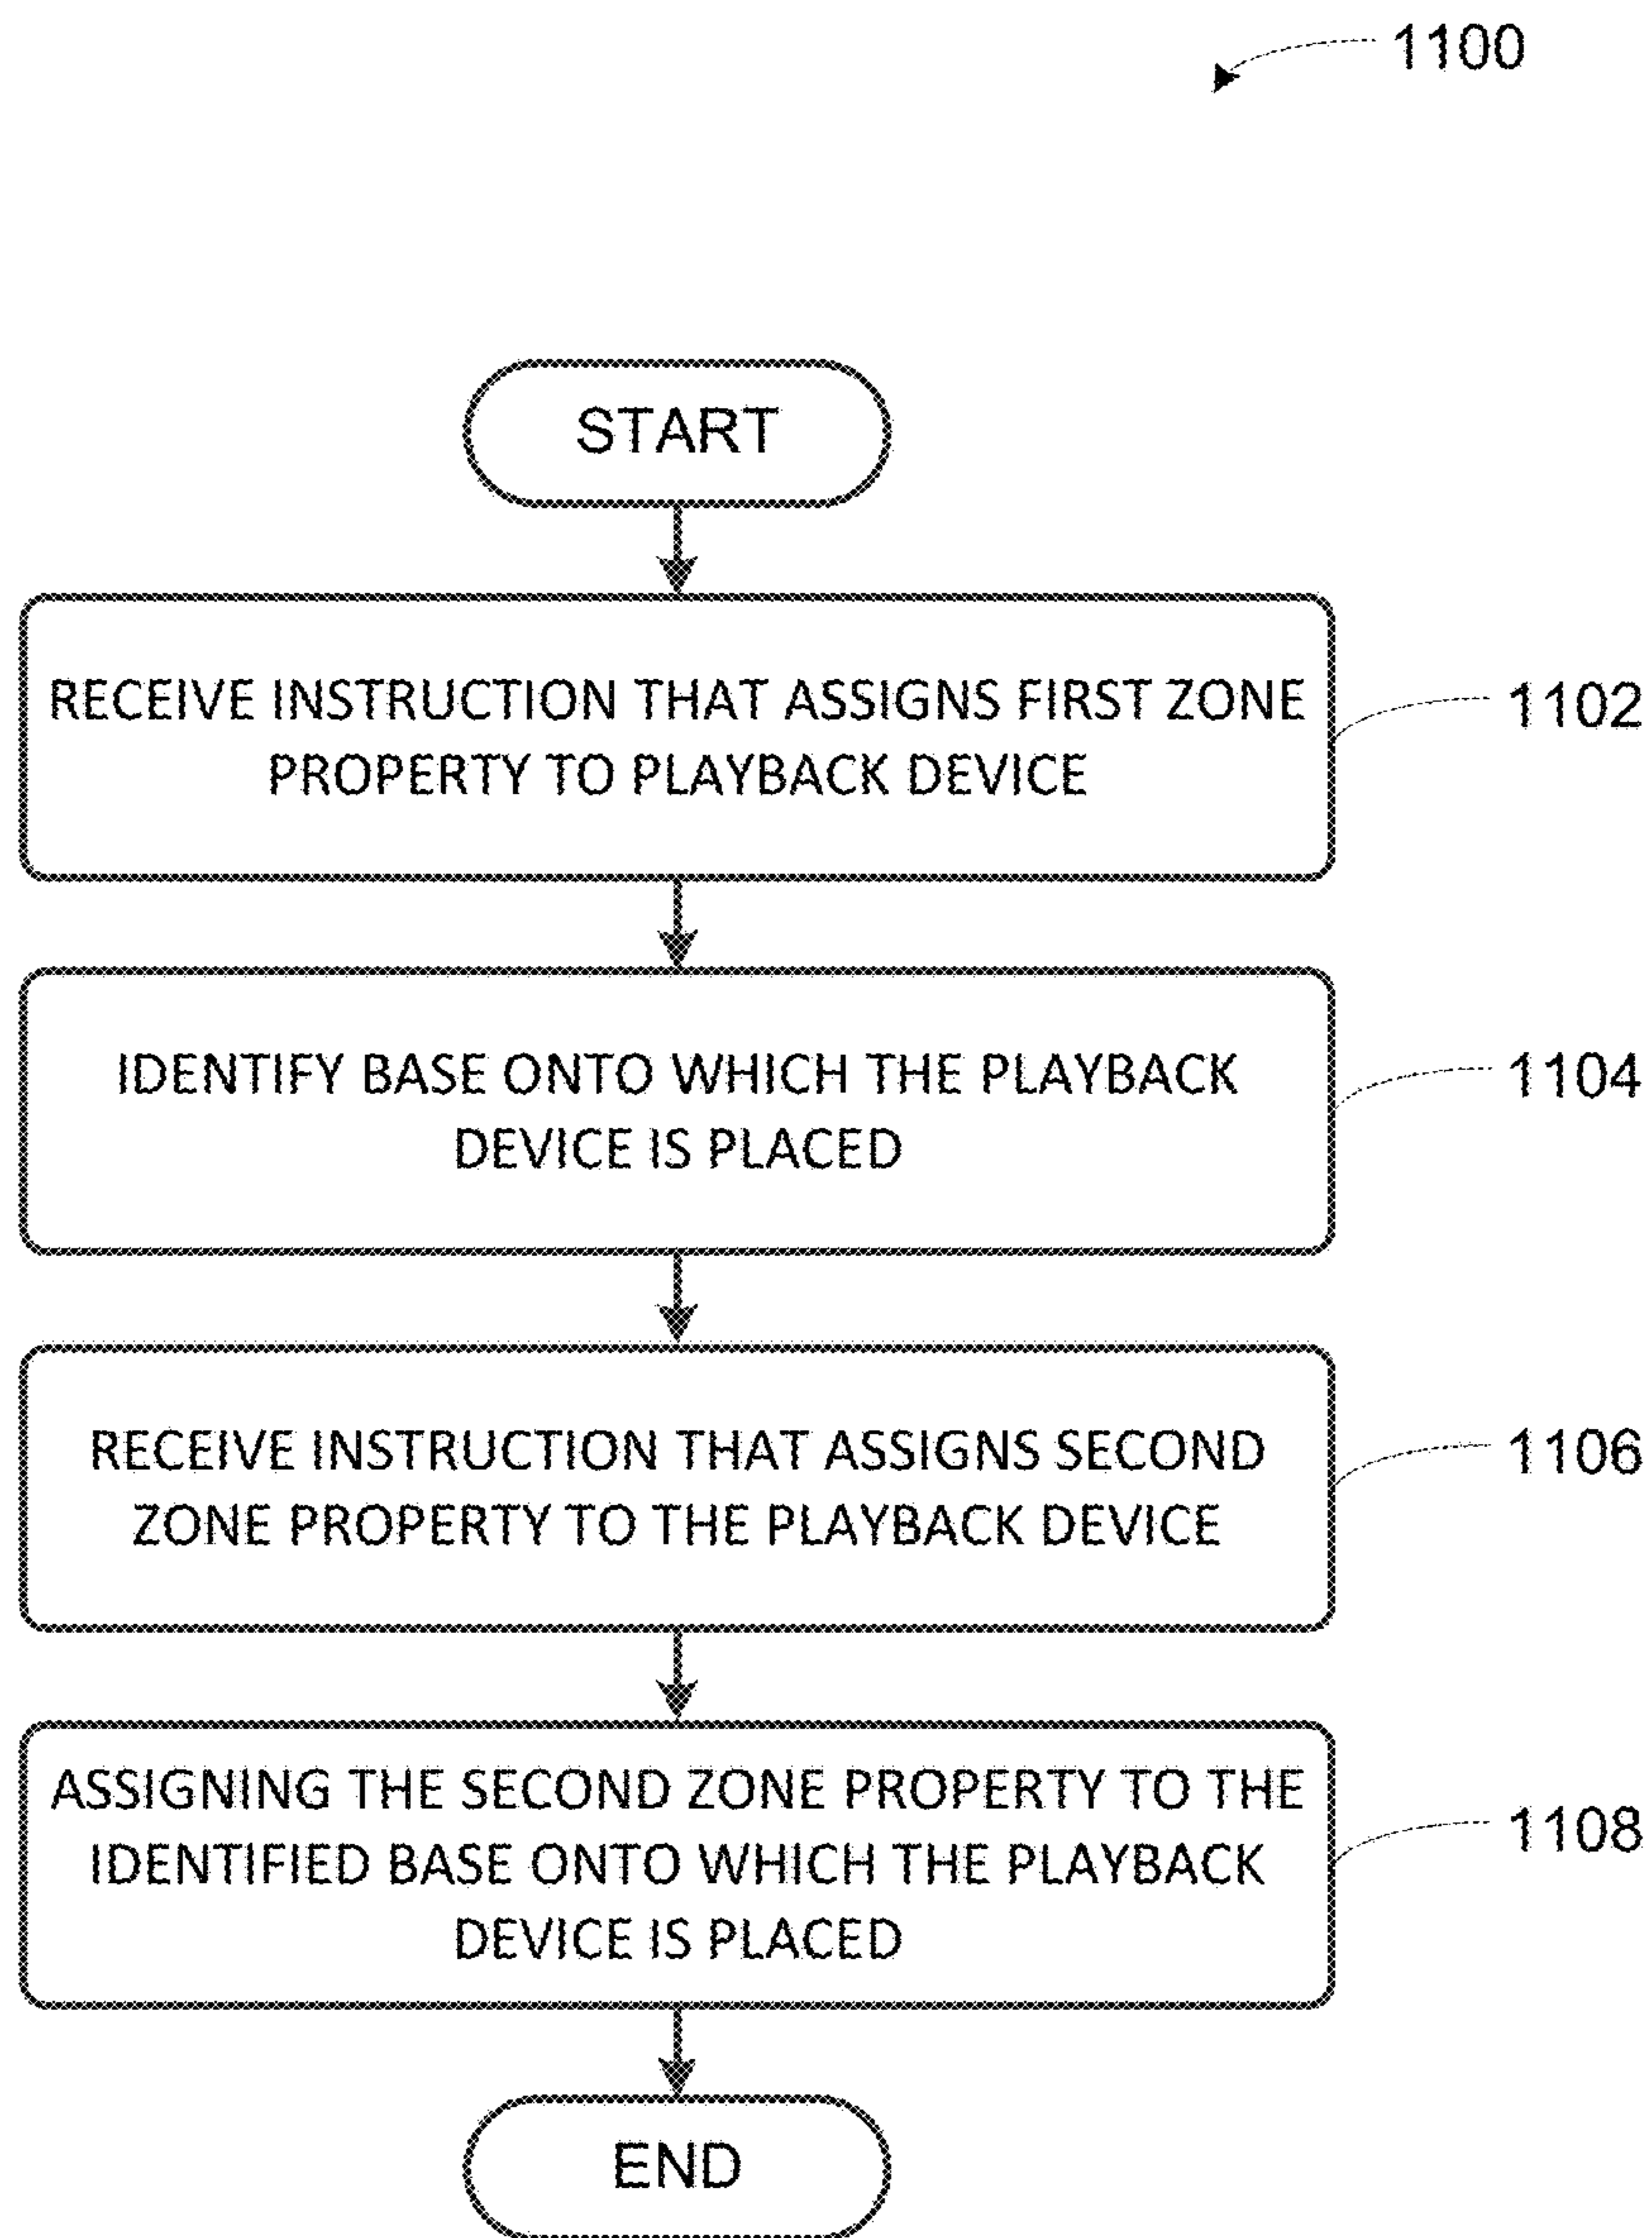 1100
START
RECEIVE INSTRUCTION THAT ASSIGNS FIRST ZONE
PROPERTY TO PLAYBACK DEVICE
1102
IDENTIFY BASE ONTO WHICH THE PLAYBACK
DEVICE IS PLACED
1104
RECEIVE INSTRUCTION THAT ASSIGNS SECOND
ZONE PROPERTY TO THE PLAYBACK DEVICE
1106
ASSIGNING THE SECOND ZONE PROPERTY TO THE
IDENTIFIED BASE ONTO WHICH THE PLAYBACK
DEVICE IS PLACED
1108
END